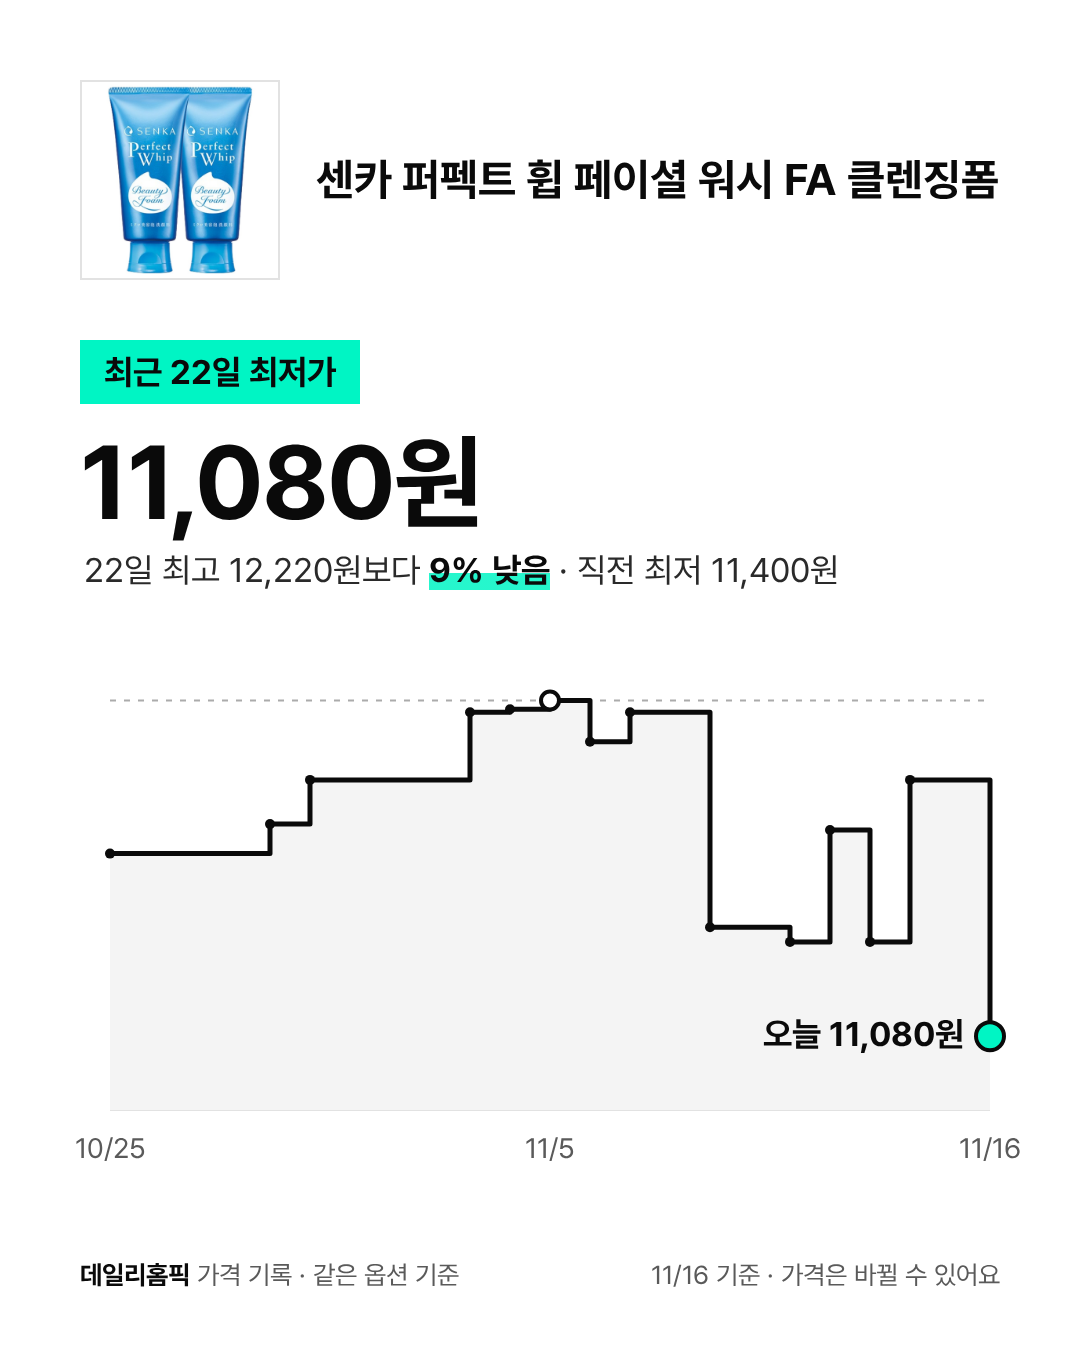 SENKA SENKA
Perfect Whip Perfect Whip
Beauty Foam Beauty Foam
센카 퍼펙트 휩 페이셜 워시 FA 클렌징폼
최근 22일 최저가
11,080원
22일 최고 12,220원보다 9% 낮음 · 직전 최저 11,400원
오늘 11,080원
10/25 11/5 11/16
데일리홈픽 가격 기록 · 같은 옵션 기준
11/16 기준 · 가격은 바뀔 수 있어요